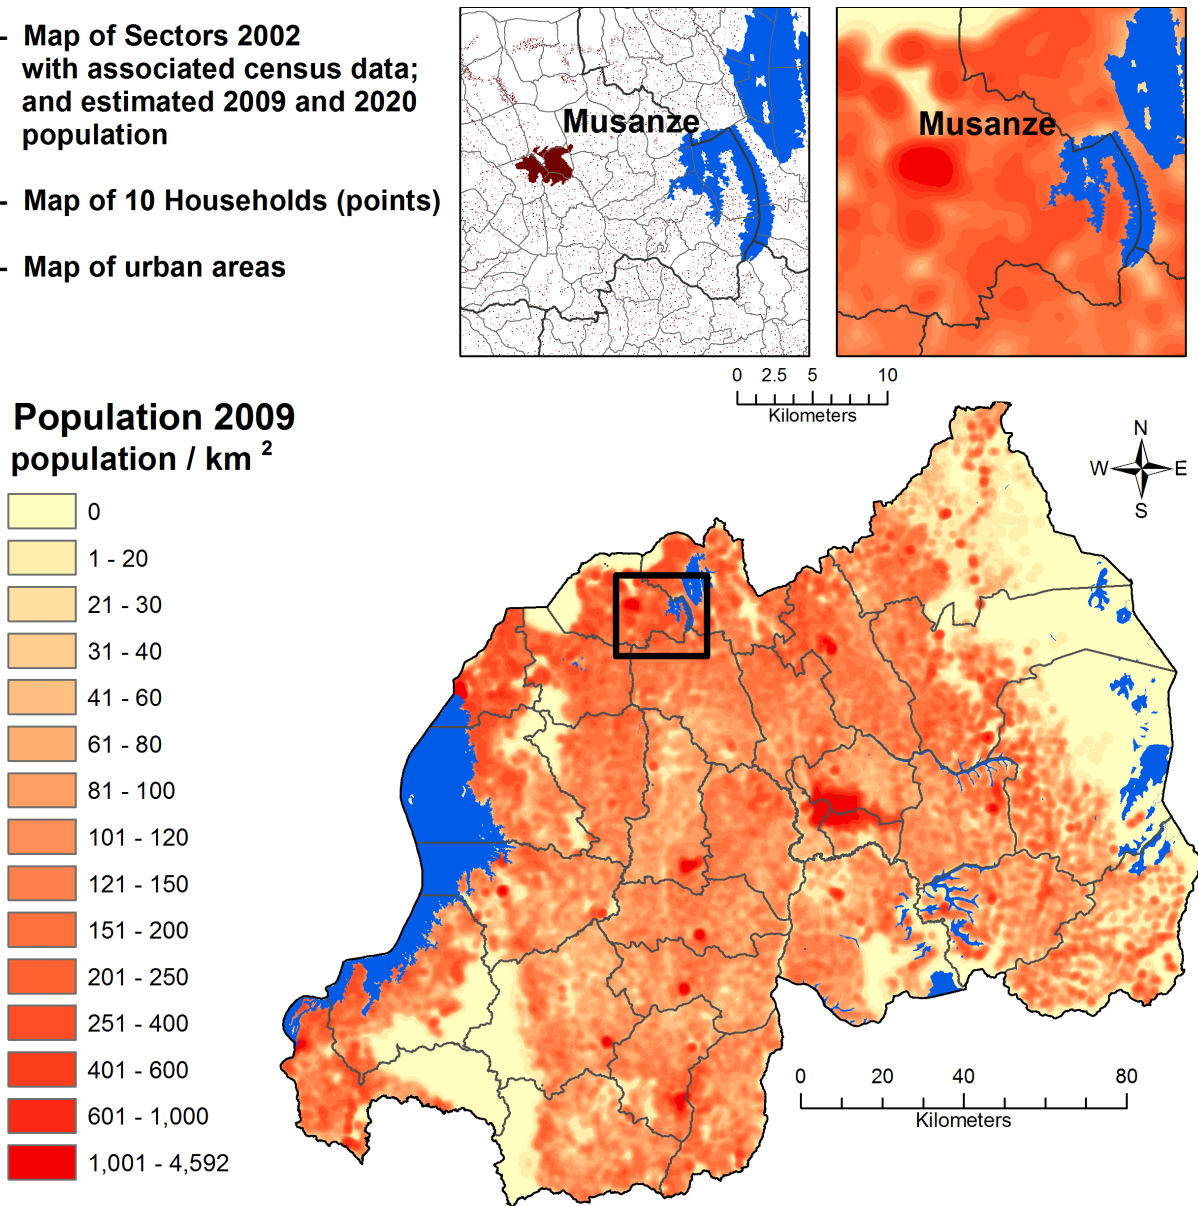 - Map of Sectors 2002
with associated census data;
and estimated 2009 and 2020
population
- Map of 10 Households (points)
- Map of urban areas
Musanze
Musanze
0 2.5 5 10
Kilometers
Population 2009
population / km 2
0
1 - 20
21 - 30
31 - 40
41 - 60
61 - 80
81 - 100
101 - 120
121 - 150
151 - 200
201 - 250
251 - 400
401 - 600
601 - 1,000
1,001 - 4,592
N
W E
S
0 20 40 80
Kilometers